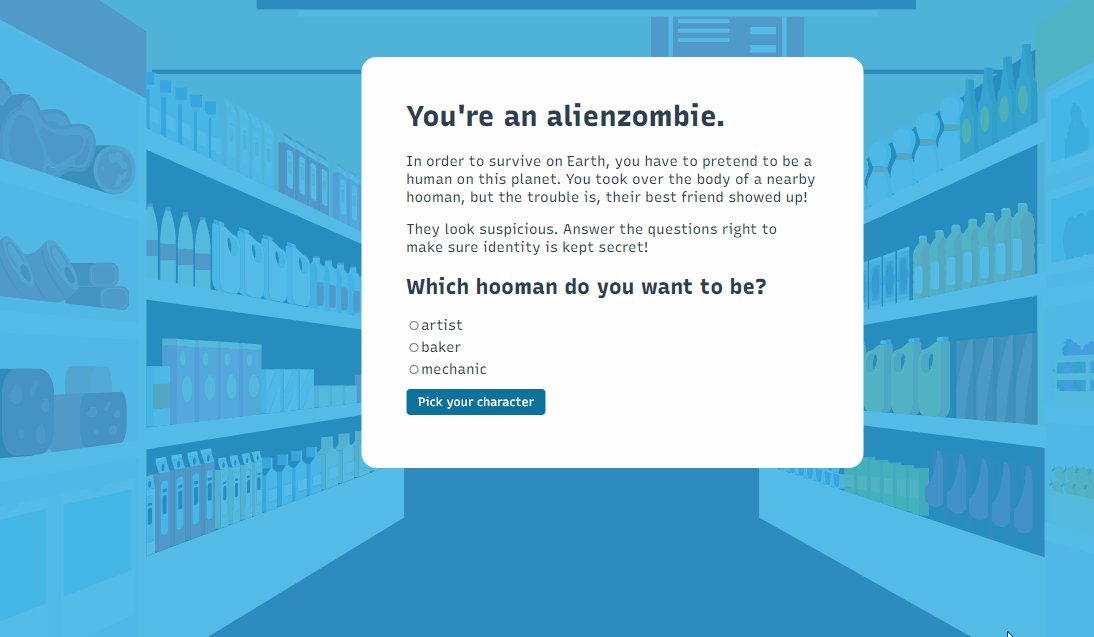 You're an alienzombie.
In order to survive on Earth, you have to pretend to be a
human on this planet. You took over the body of a nearby
hooman, but the trouble is, their best friend showed up!
They look suspicious. Answer the questions right to
make sure identity is kept secret!
Which hooman do you want to be?
artist
baker
mechanic
Pick your character